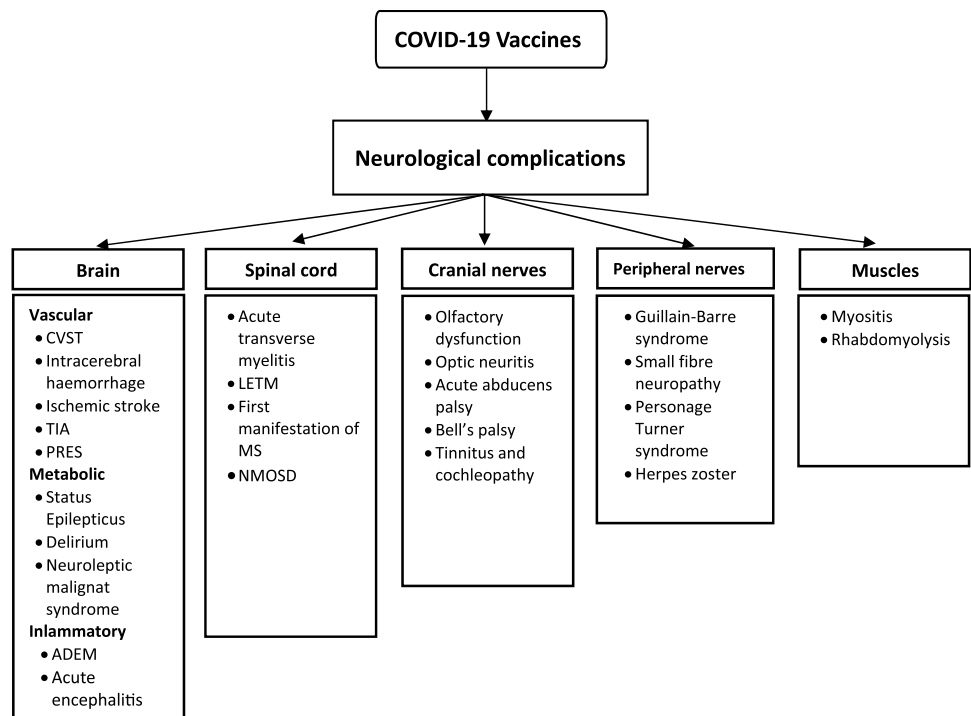 COVID-19 Vaccines
Neurological complications
Brain
Vascular
• CVST
• Intracerebral
haemorrhage
• Ischemic stroke
• TIA
• PRES
Metabolic
• Status
Epilepticus
• Delirium
• Neuroleptic
malignat
syndrome
Inlammatory
• ADEM
• Acute
encephalitis
Spinal cord
• Acute
transverse
myelitis
• LETM
• First
manifestation of
MS
• NMOSD
Cranial nerves
• Olfactory
dysfunction
• Optic neuritis
• Acute abducens
palsy
• Bell’s palsy
• Tinnitus and
cochleopathy
Peripheral nerves
• Guillain-Barre
syndrome
• Small fibre
neuropathy
• Personage
Turner
syndrome
• Herpes zoster
Muscles
• Myositis
• Rhabdomyolysis